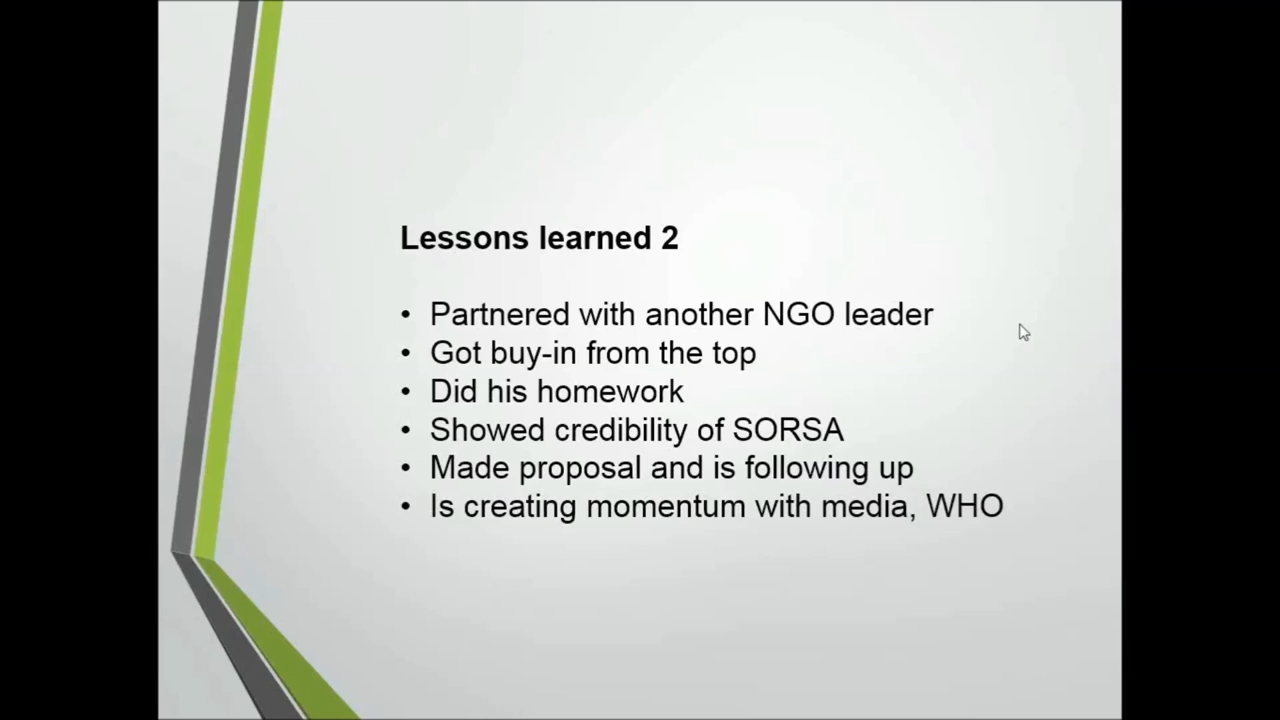 Lessons learned 2
• Partnered with another NGO leader
• Got buy-in from the top
• Did his homework
• Showed credibility of SORSA
• Made proposal and is following up
• Is creating momentum with media, WHO